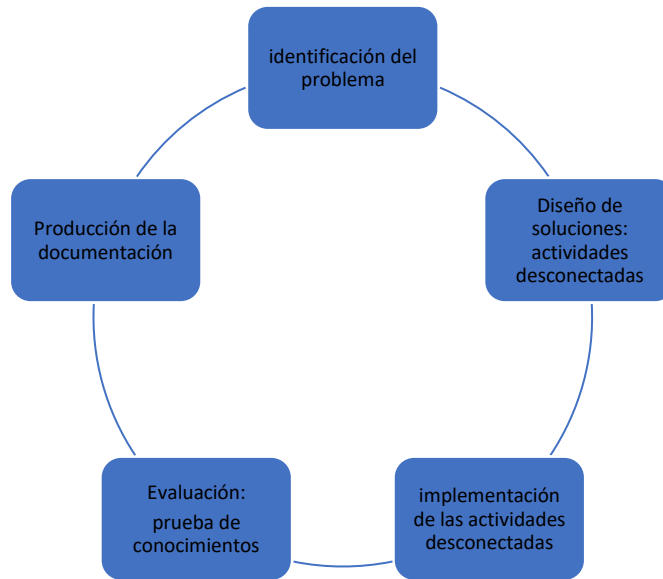 identificación del
problema
Diseño de
soluciones:
actividades
desconectadas
implementación
de las actividades
desconectadas
Evaluación:
prueba de
conocimientos
Producción de la
documentación